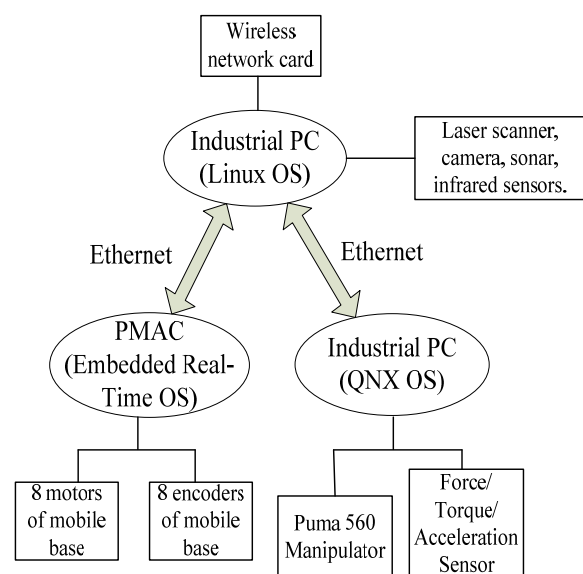 Wireless
network card
Industrial PC
(Linux OS)
Laser scanner,
camera, sonar,
infrared sensors.
Ethernet
Ethernet
PMAC
(Embedded Real-
Time OS)
Industrial PC
(QNX OS)
8 motors
of mobile
base
8 encoders
of mobile
base
Puma 560
Manipulator
Force/
Torque/
Acceleration
Sensor